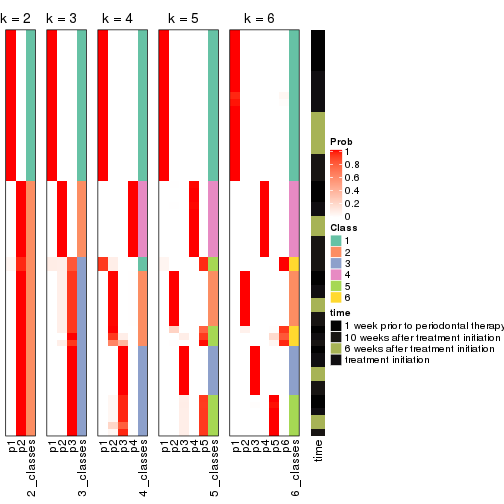 k = 2 k = 3 k = 4 k = 5 k = 6
Prob
1
0.8
0.6
0.4
0.2
0
Class
1
2
3
4
5
6
time
1 week prior to periodontal therapy
10 weeks after treatment initiation
6 weeks after treatment initiation
treatment initiation
p1 p2 2_classes p1 p2 p3 3_classes p1 p2 p3 p4 4_classes p1 p2 p3 p4 p5 5_classes p1 p2 p3 p4 p5 p6 6_classes time